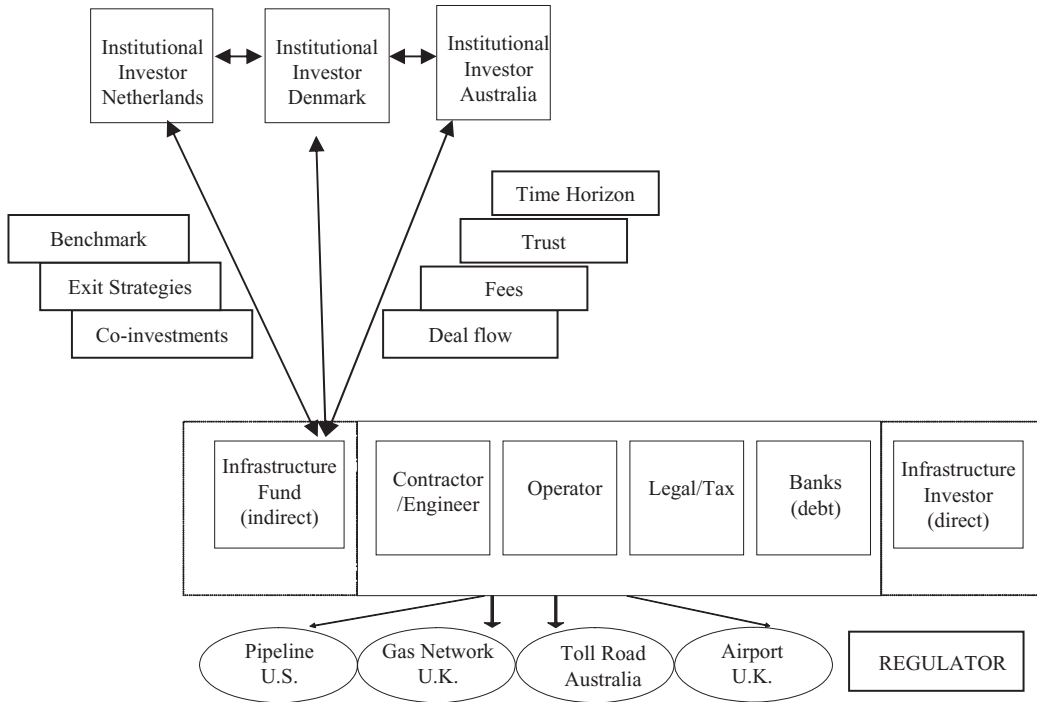 Institutional
Investor
Netherlands
Institutional
Investor
Denmark
Institutional
Investor
Australia
Time Horizon
Trust
Fees
Deal flow
Benchmark
Exit Strategies
Co-investments
Infrastructure
Fund
(indirect)
Contractor
/Engineer
Operator
Legal/Tax
Banks
(debt)
Infrastructure
Investor
(direct)
Pipeline
U.S.
Gas Network
U.K.
Toll Road
Australia
Airport
U.K.
REGULATOR